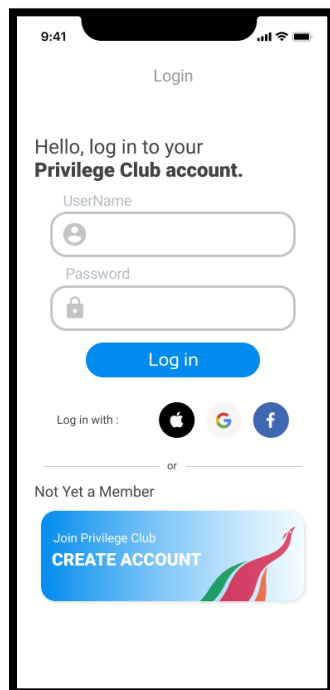 9:41
Login
Hello, log in to your
Privilege Club account.
UserName
Password
Log in
Log in with :
G
f
or
Not Yet a Member
Join Privilege Club
CREATE ACCOUNT